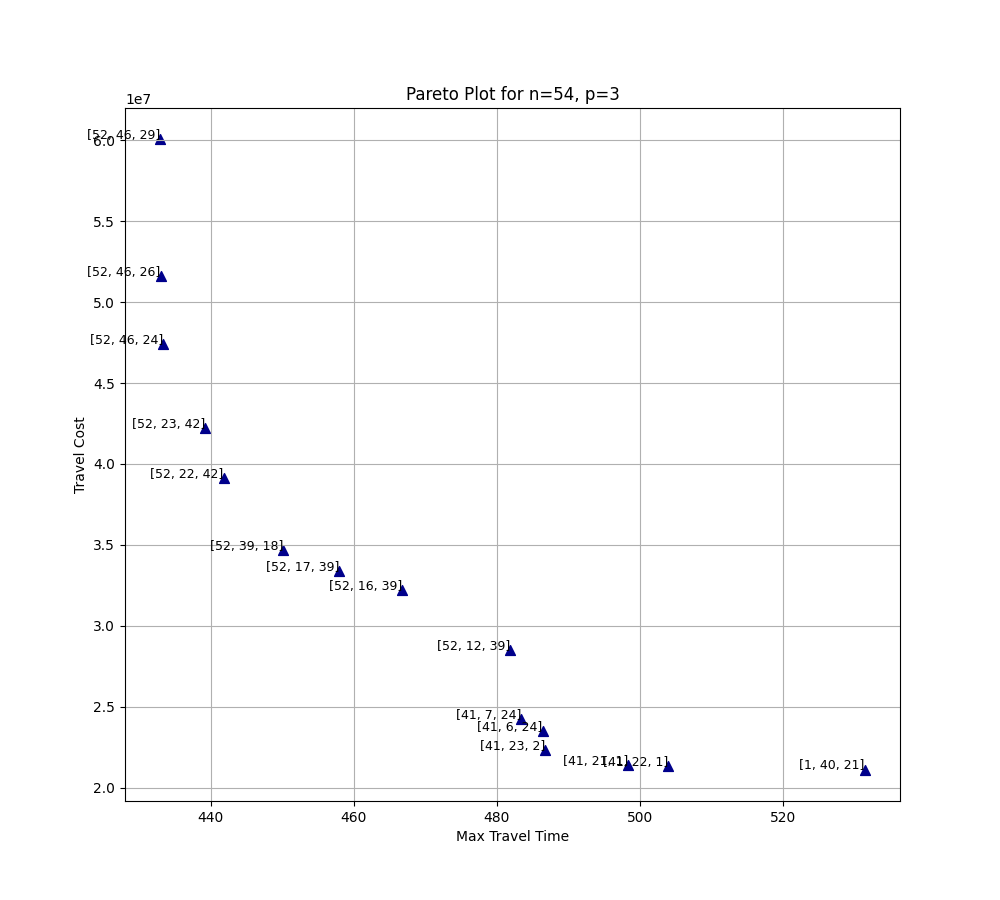 Pareto Plot for n=54, p=3
1e7
[52, 46, 29]
6.0
5.5
[52, 46, 26]
5.0
[52, 46, 24]
4.5
[52, 23, 42]
4.0
[52, 22, 42]
3.5
[52, 39, 18]
[52, 17, 39]
[52, 16, 39]
3.0
[52, 12, 39]
2.5
[41, 7, 24]
[41, 6, 24]
[41, 23, 2]
[41, 21, 1]
[41, 22, 1]
[1, 40, 21]
2.0
Travel Cost
440 460 480 500 520
Max Travel Time